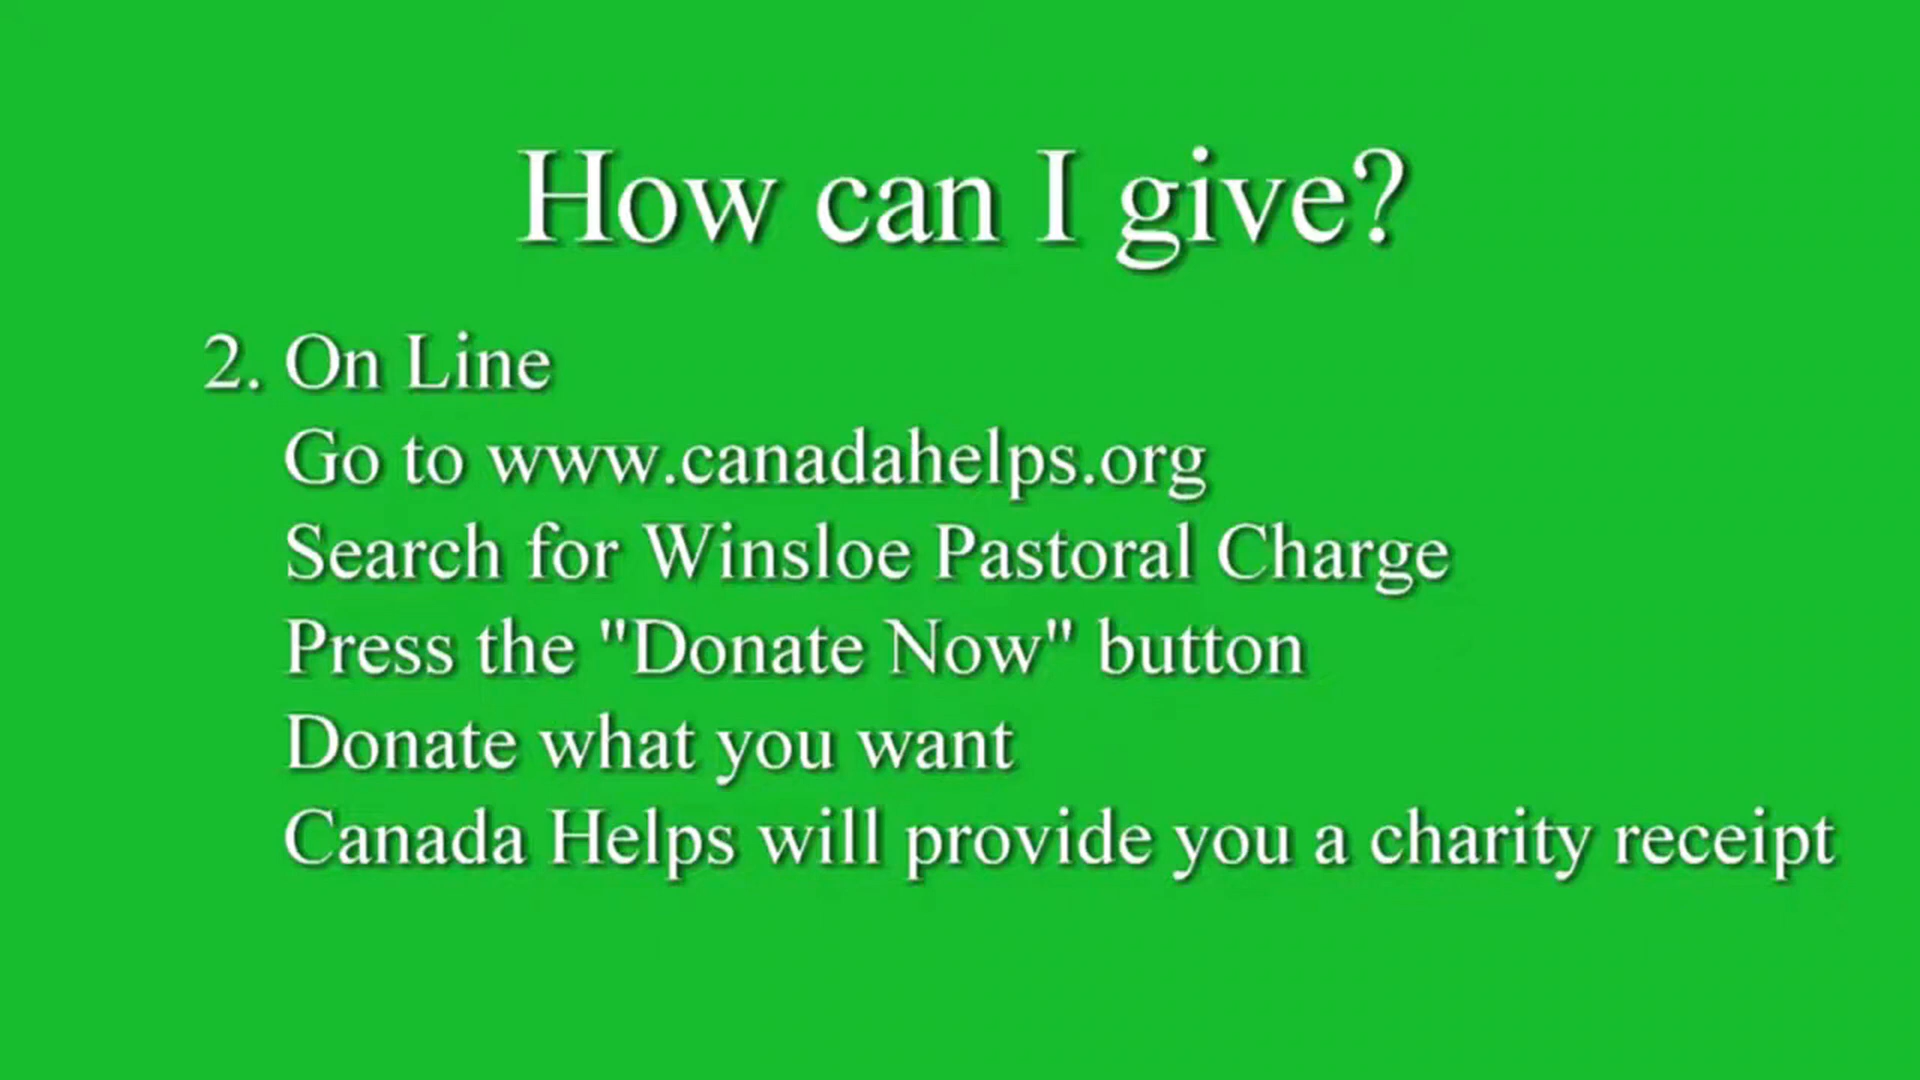 How can I give?
2. On Line
Go to www.canadahelps.org
Search for Winsloe Pastoral Charge
Press the "Donate Now" button
Donate what you want
Canada Helps will provide you a charity receipt